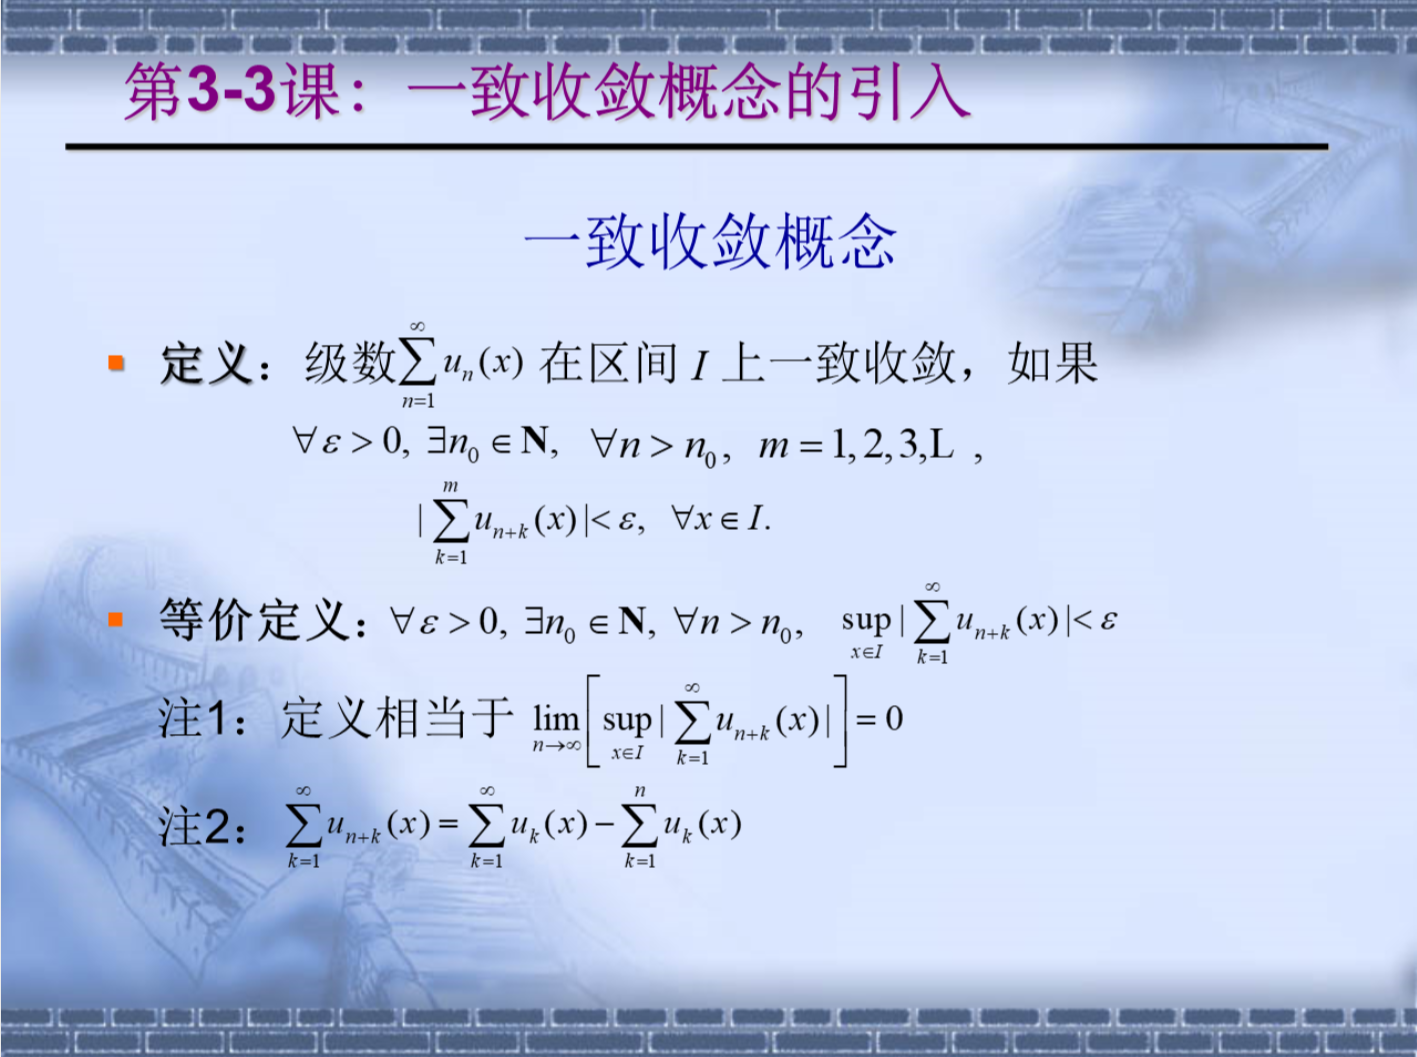 第3-3课：一致收敛概念的引入
一致收敛概念
▪ 定义：级数 $\sum_{n=1}^{\infty} u_n(x)$ 在区间 $I$ 上一致收敛，如果
$\forall \varepsilon > 0, \exists n_0 \in \mathbf{N}, \forall n > n_0, m = 1, 2, 3, \mathrm{L} ,$
$|\sum_{k=1}^{m} u_{n+k}(x)| < \varepsilon, \forall x \in I.$
▪ 等价定义：$\forall \varepsilon > 0, \exists n_0 \in \mathbf{N}, \forall n > n_0, \sup_{x \in I} |\sum_{k=1}^{\infty} u_{n+k}(x)| < \varepsilon$
注1：定义相当于 $\lim_{n \to \infty} \left[ \sup_{x \in I} |\sum_{k=1}^{\infty} u_{n+k}(x)| \right] = 0$
注2：$\sum_{k=1}^{\infty} u_{n+k}(x) = \sum_{k=1}^{\infty} u_k(x) - \sum_{k=1}^{n} u_k(x)$